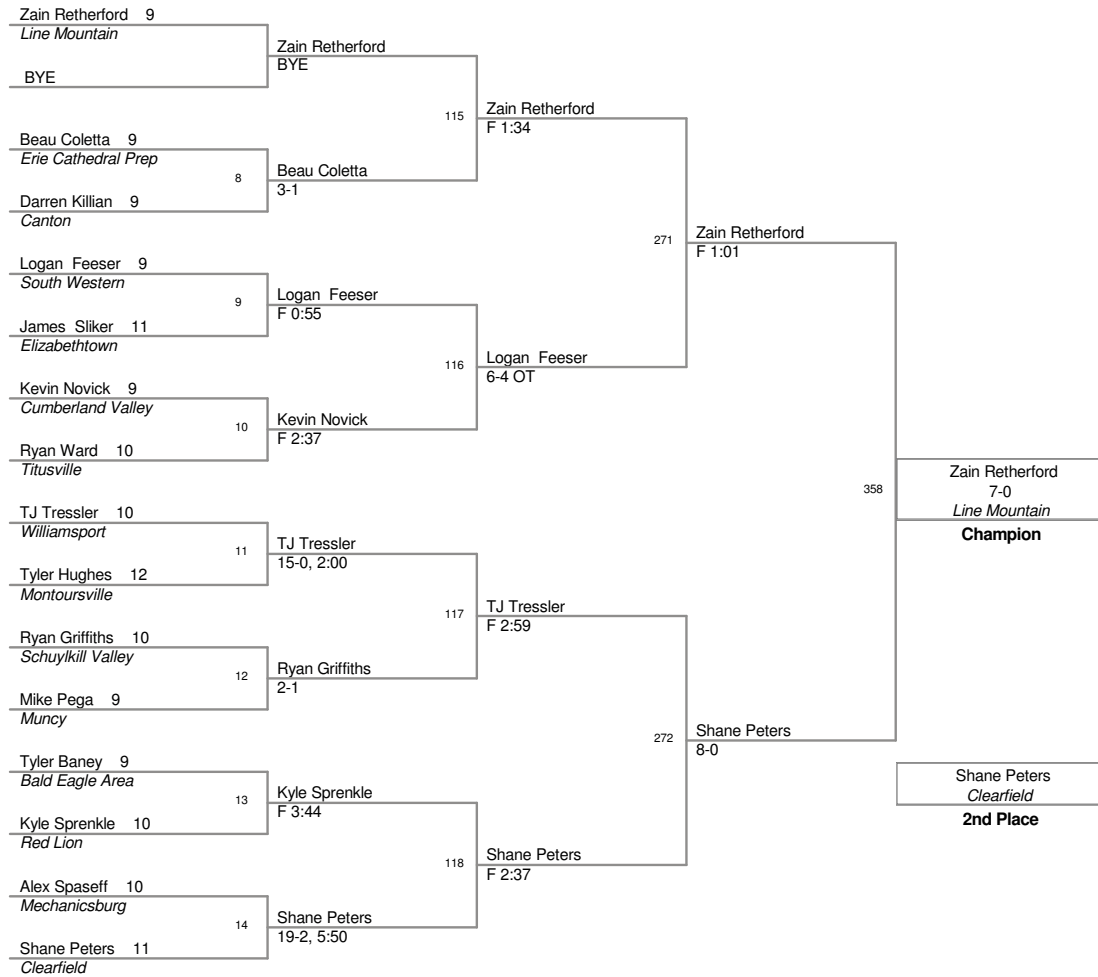 Zain Retherford 9
Line Mountain
BYE
Beau Coletta 9
Erie Cathedral Prep
Darren Killian 9
Canton
Logan Feeser 9
South Western
James Sliker 11
Elizabethtown
Kevin Novick 9
Cumberland Valley
Ryan Ward 10
Titusville
TJ Tressler 10
Williamsport
Tyler Hughes 12
Montoursville
Ryan Griffiths 10
Schuylkill Valley
Mike Pega 9
Muncy
Tyler Baney 9
Bald Eagle Area
Kyle Sprenkle 10
Red Lion
Alex Spaseff 10
Mechanicsburg
Shane Peters 11
Clearfield
8
9
10
11
12
13
14
Zain Retherford
BYE
Beau Coletta
3-1
Logan Feeser
F 0:55
Kevin Novick
F 2:37
TJ Tressler
15-0, 2:00
Ryan Griffiths
2-1
Kyle Sprenkle
F 3:44
Shane Peters
19-2, 5:50
115
116
117
118
Zain Retherford
F 1:34
Logan Feeser
6-4 OT
TJ Tressler
F 2:59
Shane Peters
F 2:37
271
272
Zain Retherford
F 1:01
Shane Peters
8-0
358
Zain Retherford
7-0
Line Mountain
Champion
Shane Peters
Clearfield
2nd Place